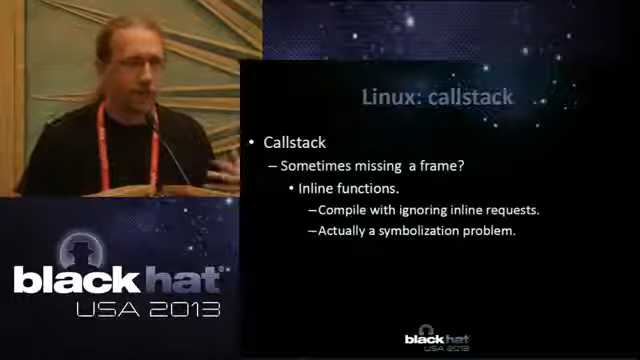 Linux: callstack
• Callstack
– Sometimes missing a frame?
• Inline functions.
– Compile with ignoring inline requests.
– Actually a symbolization problem.
black hat®
USA 2013
black hat
USA 2013